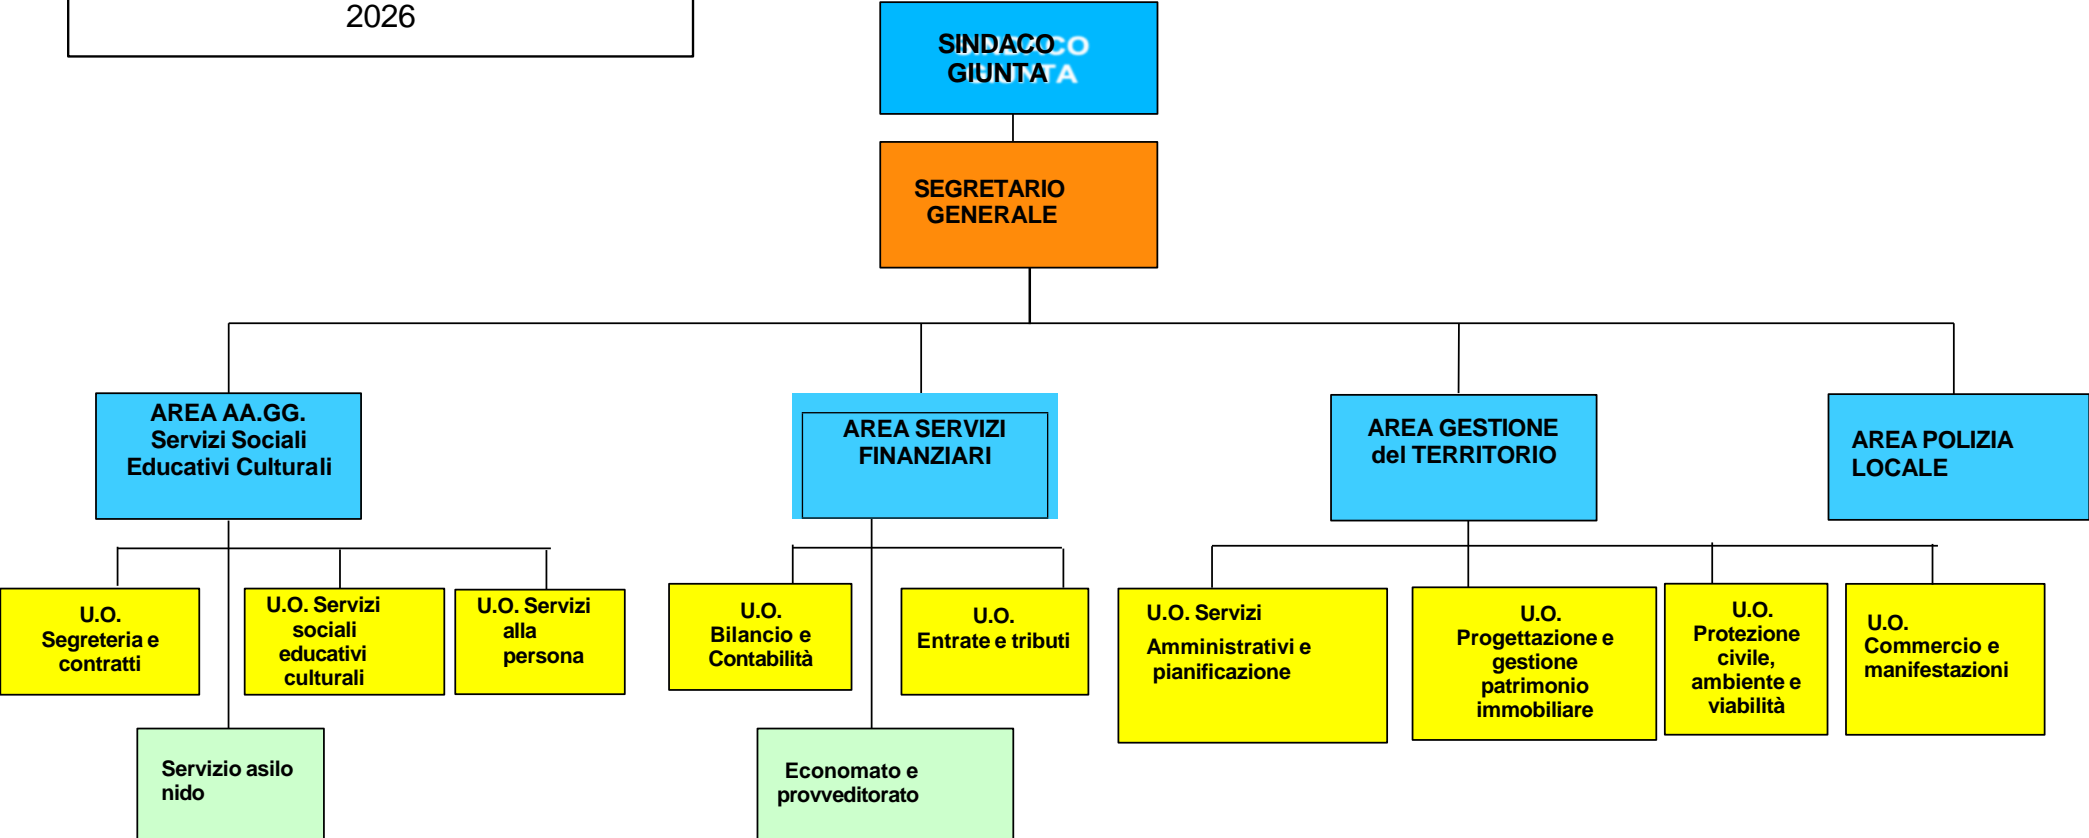 2026
SINDACO
GIUNTA
SEGRETARIO
GENERALE
AREA AA.GG.
Servizi Sociali
Educativi Culturali
AREA SERVIZI
FINANZIARI
AREA GESTIONE
del TERRITORIO
AREA POLIZIA
LOCALE
U.O.
Segreteria e
contratti
U.O. Servizi
sociali
educativi
culturali
U.O. Servizi
alla
persona
U.O.
Bilancio e
Contabilità
U.O.
Entrate e tributi
U.O. Servizi
Amministrativi e
pianificazione
U.O.
Progettazione e
gestione
patrimonio
immobiliare
U.O.
Protezione
civile,
ambiente e
viabilità
U.O.
Commercio e
manifestazioni
Servizio asilo
nido
Economato e
provveditorato